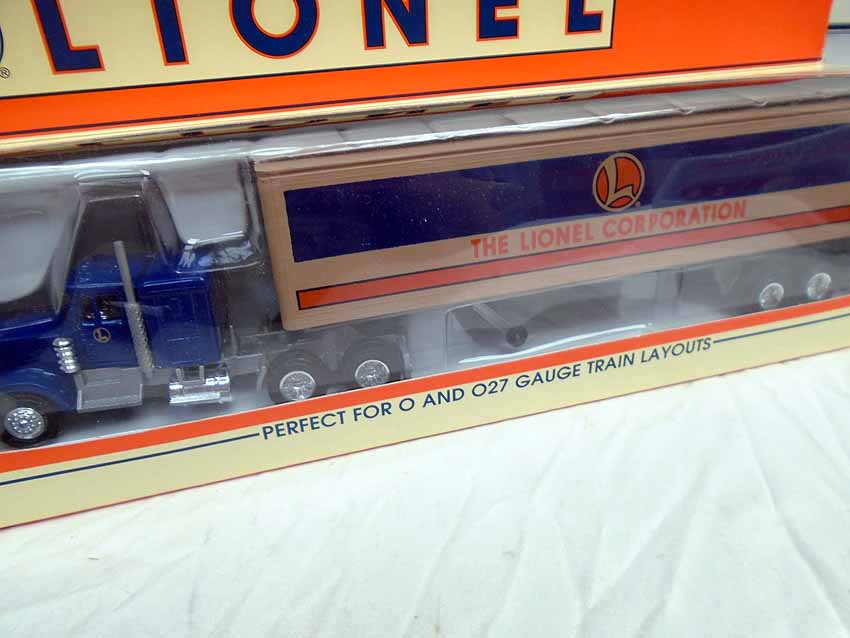 LIONEL
®
L
THE LIONEL CORPORATION
L
PERFECT FOR O AND O27 GAUGE TRAIN LAYOUTS